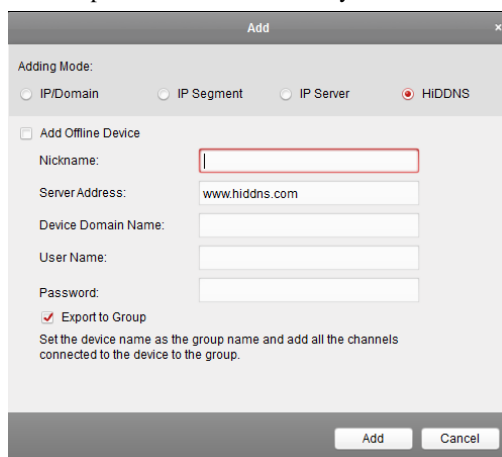 Add ×
Adding Mode:
IP/Domain IP Segment IP Server HiDDNS
Add Offline Device
Nickname:
Server Address: www.hiddns.com
Device Domain Name:
User Name:
Password:
Export to Group
Set the device name as the group name and add all the channels
connected to the device to the group.
Add Cancel